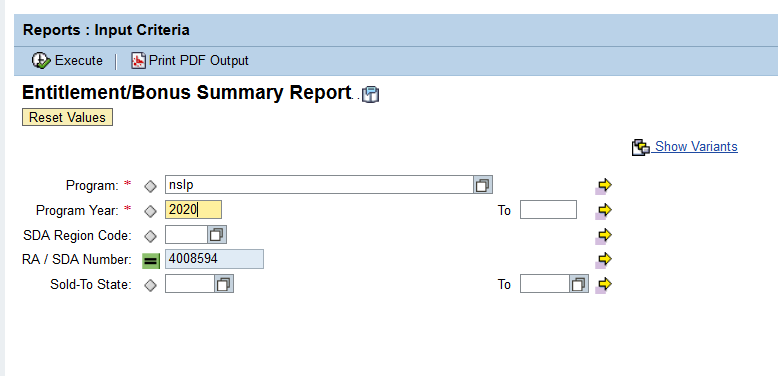 Reports : Input Criteria
Execute Print PDF Output
Entitlement/Bonus Summary Report
Reset Values
Show Variants
Program: * nslp
Program Year: * 2020 To
SDA Region Code:
RA / SDA Number: 4008594
Sold-To State: To